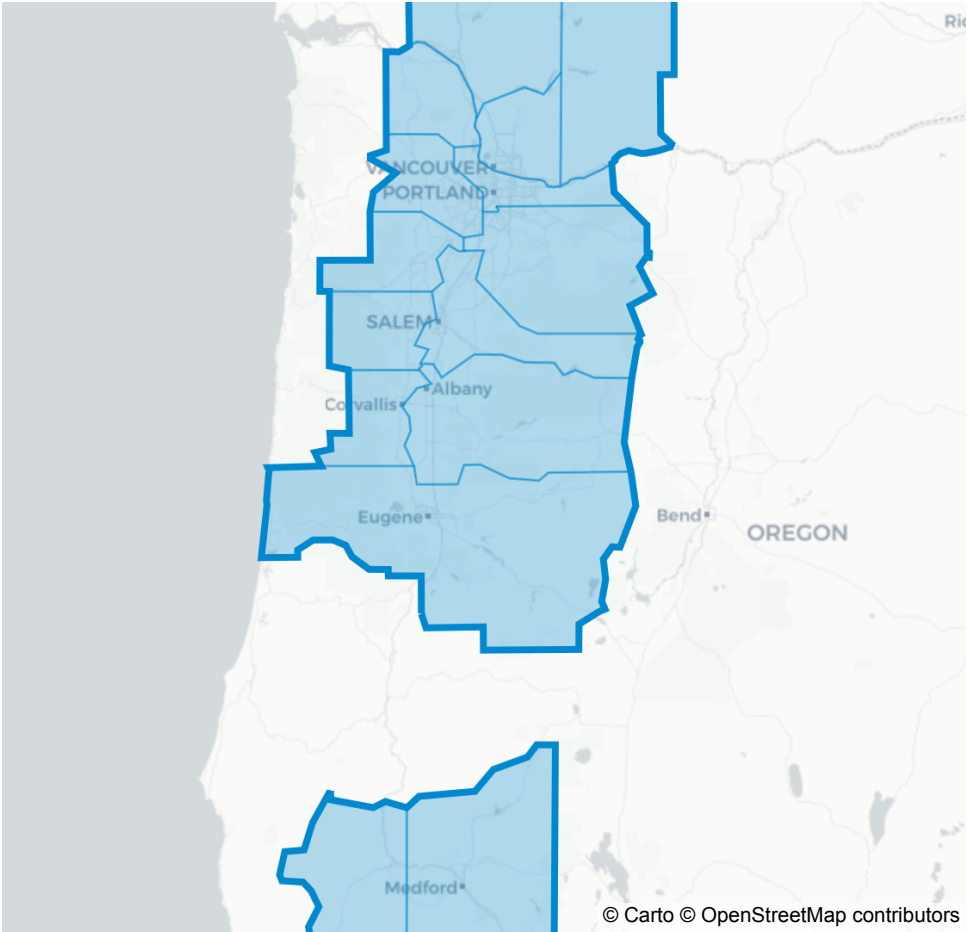 Ric
VANCOUVER
PORTLAND
SALEM
Albany
Corvallis
Eugene
Bend
OREGON
Medford
© Carto © OpenStreetMap contributors